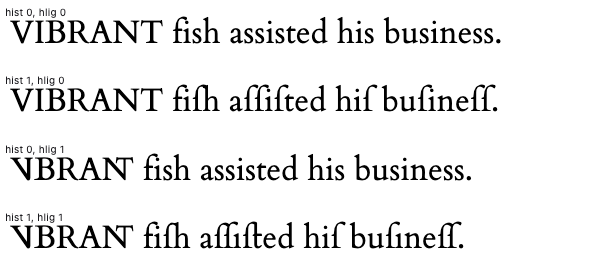 hist 0, hlig 0
VIBRANT fish assisted his business.
hist 1, hlig 0
VIBRANT fiſh aſſiſted hiſ buſineſſ.
hist 0, hlig 1
VIBRANT fish assisted his business.
hist 1, hlig 1
VIBRANT fiſh aſſiſted hiſ buſineſſ.